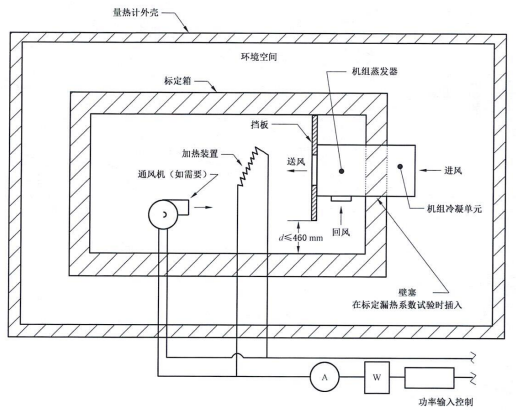 量热计外壳
环境空间
标定箱
机组蒸发器
挡板
加热装置
送风
进风
通风机（如需要）
机组冷凝单元
回风
d≤460 mm
壁塞
在标定漏热系数试验时插入
A
W
功率输入控制